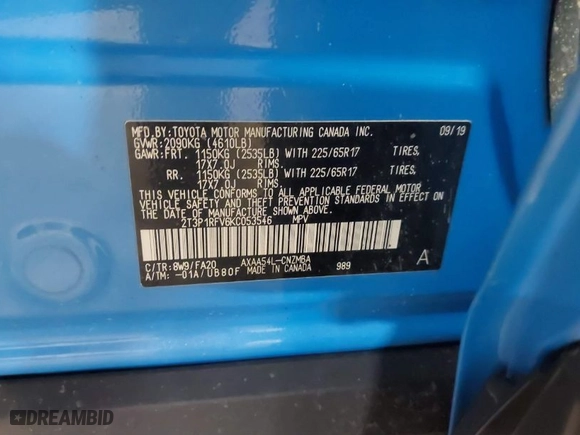 MFD.BY:TOYOTA MOTOR MANUFACTURING CANADA INC. 09/19
GVWR:2090KG (4610LB)
GAWR:FRT. 1150KG (2535LB) WITH 225/65R17 TIRES.
17X7.0J RIMS.
RR. 1150KG (2535LB) WITH 225/65R17 TIRES.
17X7.0J RIMS.
THIS VEHICLE CONFORMS TO ALL APPLICABLE FEDERAL MOTOR
VEHICLE SAFETY AND THEFT PREVENTION STANDARDS IN EFFECT ON THE
DATE OF MANUFACTURE SHOWN ABOVE.
2T3P1RFV6KC053546 MPV
C/TR:8W9/FA20 AXAA54L-CNZMBA A
A/TM: -01A/UB80F MADE IN CANADA 989
DREAMBID